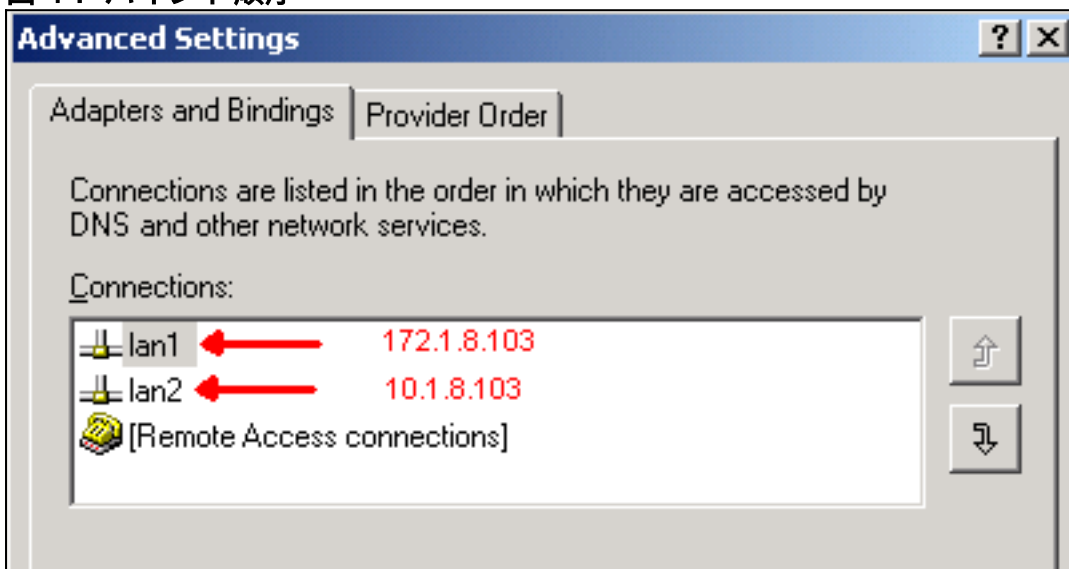 Advanced Settings
Adapters and Bindings
Provider Order
Connections are listed in the order in which they are accessed by
DNS and other network services.
Connections:
lan1 172.1.8.103
lan2 10.1.8.103
[Remote Access connections]